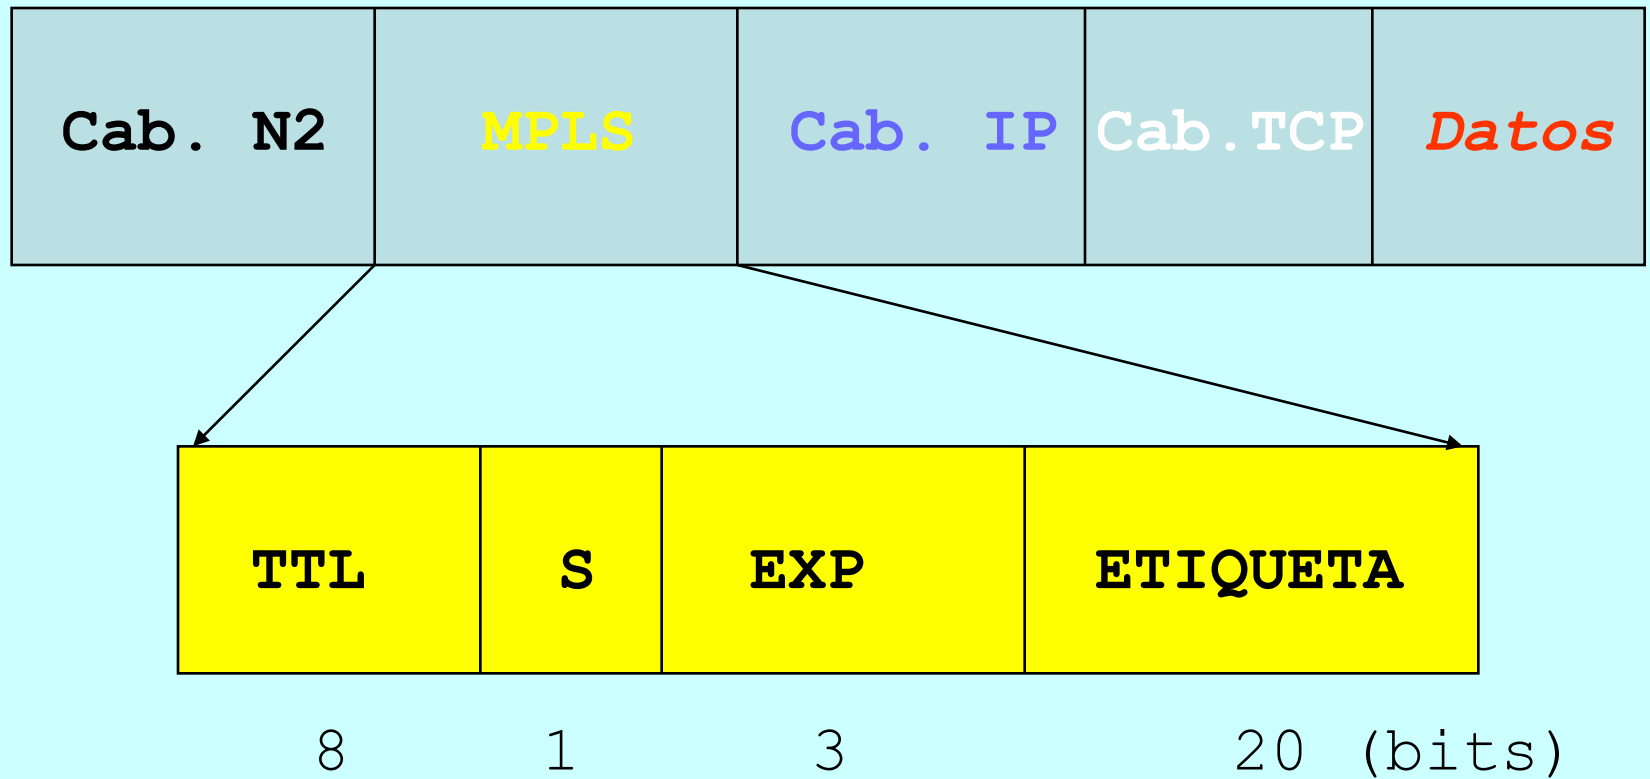 Cab. N2 MPLS Cab. IP Cab.TCP Datos
TTL S EXP ETIQUETA
8 1 3 20 (bits)